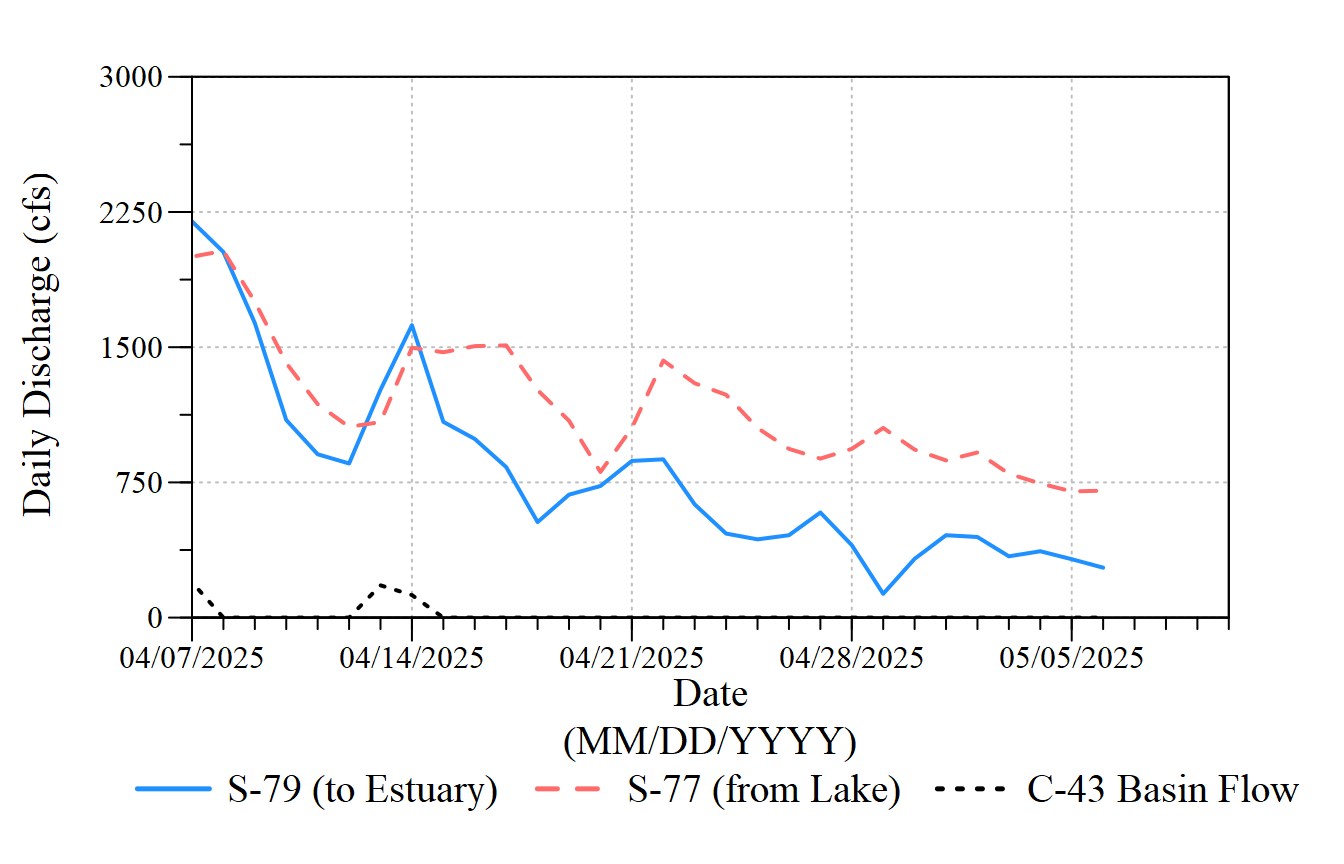 3000
2250
1500
750
0
Daily Discharge (cfs)
04/07/2025 04/14/2025 04/21/2025 04/28/2025 05/05/2025
Date
(MM/DD/YYYY)
S-79 (to Estuary) S-77 (from Lake) C-43 Basin Flow